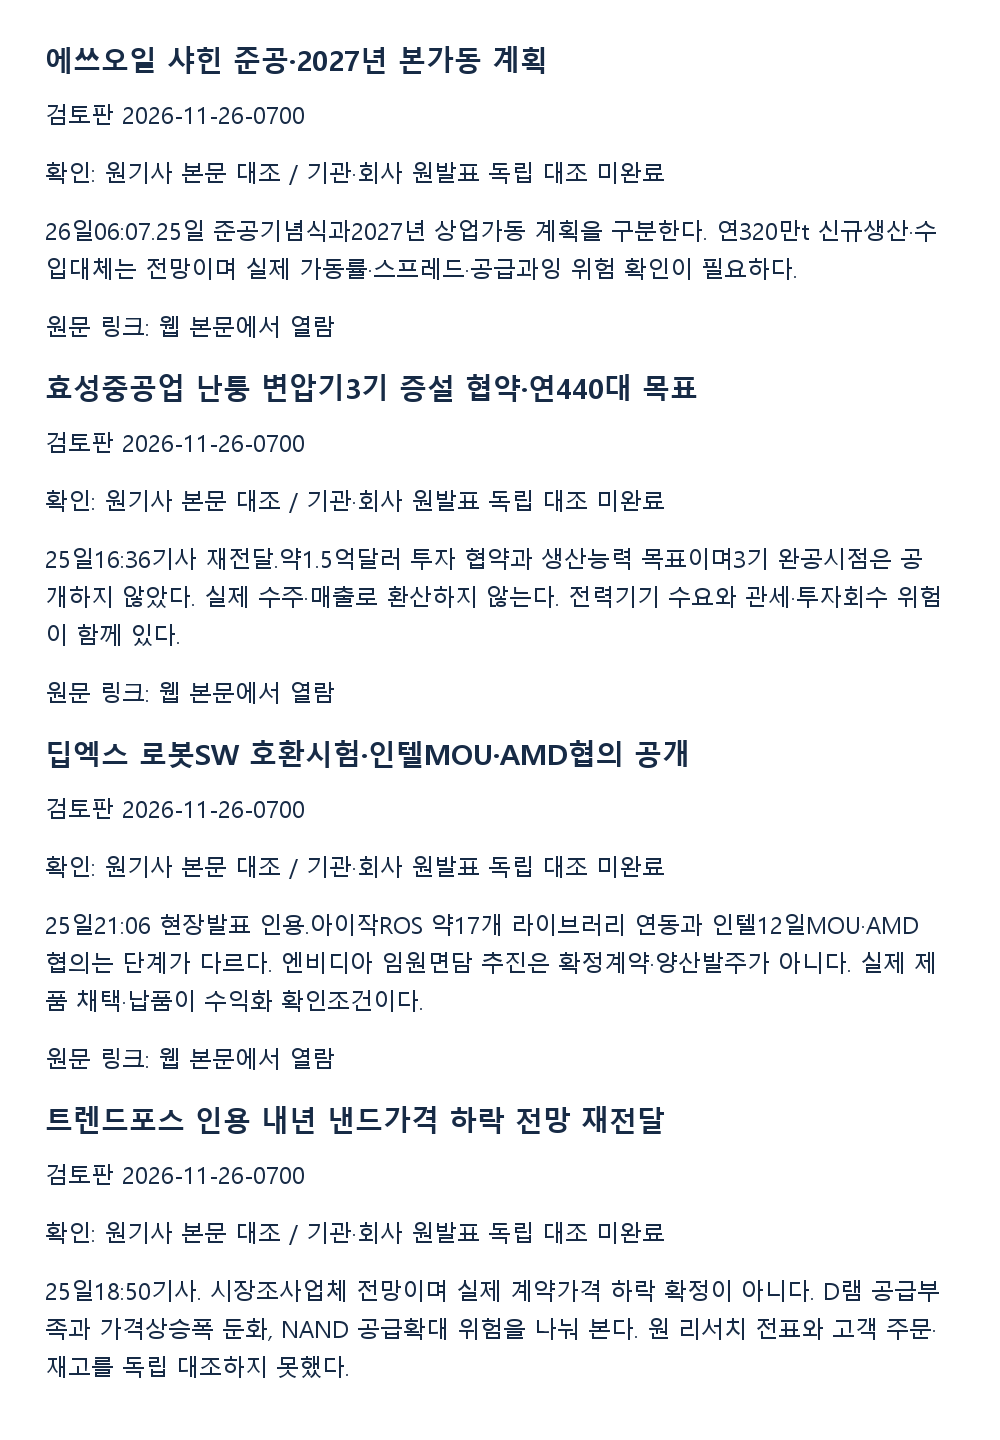 에쓰오일 샤힌 준공·2027년 본가동 계획
검토판 2026-11-26-0700
확인: 원기사 본문 대조 / 기관·회사 원발표 독립 대조 미완료
26일06:07.25일 준공기념식과2027년 상업가동 계획을 구분한다. 연320만t 신규생산·수
입대체는 전망이며 실제 가동률·스프레드·공급과잉 위험 확인이 필요하다.
원문 링크: 웹 본문에서 열람
효성중공업 난퉁 변압기3기 증설 협약·연440대 목표
검토판 2026-11-26-0700
확인: 원기사 본문 대조 / 기관·회사 원발표 독립 대조 미완료
25일16:36기사 재전달.약1.5억달러 투자 협약과 생산능력 목표이며3기 완공시점은 공
개하지 않았다. 실제 수주·매출로 환산하지 않는다. 전력기기 수요와 관세·투자회수 위험
이 함께 있다.
원문 링크: 웹 본문에서 열람
딥엑스 로봇SW 호환시험·인텔MOU·AMD협의 공개
검토판 2026-11-26-0700
확인: 원기사 본문 대조 / 기관·회사 원발표 독립 대조 미완료
25일21:06 현장발표 인용.아이작ROS 약17개 라이브러리 연동과 인텔12일MOU·AMD
협의는 단계가 다르다. 엔비디아 임원면담 추진은 확정계약·양산발주가 아니다. 실제 제
품 채택·납품이 수익화 확인조건이다.
원문 링크: 웹 본문에서 열람
트렌드포스 인용 내년 낸드가격 하락 전망 재전달
검토판 2026-11-26-0700
확인: 원기사 본문 대조 / 기관·회사 원발표 독립 대조 미완료
25일18:50기사. 시장조사업체 전망이며 실제 계약가격 하락 확정이 아니다. D램 공급부
족과 가격상승폭 둔화, NAND 공급확대 위험을 나눠 본다. 원 리서치 전표와 고객 주문·
재고를 독립 대조하지 못했다.